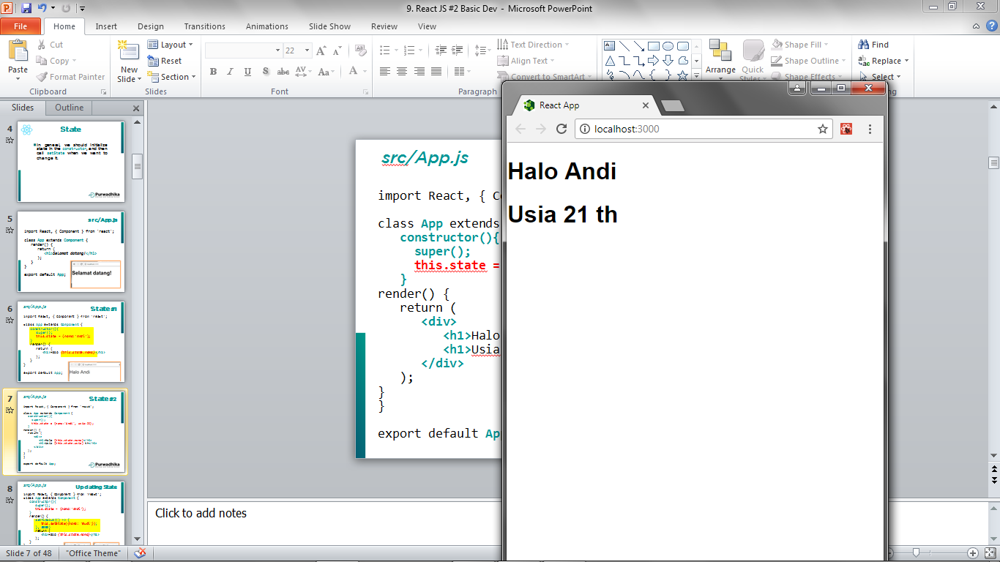 9. React JS #2 Basic Dev - Microsoft PowerPoint
File Home Insert Design Transitions Animations Slide Show Review View
Paste
Cut
Copy
Format Painter
Clipboard
New
Slide
Layout
Reset
Section
Slides
22
Font
Text Direction
Align Text
Convert to SmartArt
Paragraph
Arrange
Quick
Styles
Shape Fill
Shape Outline
Shape Effects
Find
Replace
Select
Slides Outline
4
State
In general, we should initialize
state in the constructor, and then
call setState when we want to
change it.
Purwadhika
5
src/App.js
import React, { Component } from 'react';
class App extends Component {
render() {
return (
<h1>Selamat datang!</h1>
);
}
}
export default App;
Selamat datang!
6
src/App.js
State#1
import React, { Component } from 'react';
class App extends Component {
constructor(){
super();
this.state = {nama:'Andi'};
}
render() {
return (
<h1>Halo {this.state.nama}</h1>
);
}
}
export default App;
Halo Andi
7
src/App.js
State#2
import React, { Component } from 'react';
class App extends Component {
constructor(){
super();
this.state = {nama:'Andi', usia:21};
}
render() {
return (
<div>
<h1>Halo {this.state.nama}</h1>
<h1>Usia {this.state.usia} th</h1>
</div>
);
}
}
export default App;
Purwadhika
8
src/App.js
Updating State
import React, { Component } from 'react';
class App extends Component {
constructor(){
super();
this.state = {nama:'Andi'};
}
render() {
setTimeout(() => {
this.setState({nama: 'Budi'});
return
<h1>Halo {this.state.nama}</h1>
);
}
src/App.js
import React, { Co
class App extends
constructor(){
super();
this.state =
}
render() {
return (
<div>
<h1>Halo
<h1>Usia
</div>
);
}
}
export default Ap
React App
localhost:3000
Halo Andi
Usia 21 th
Click to add notes
Slide 7 of 48
"Office Theme"